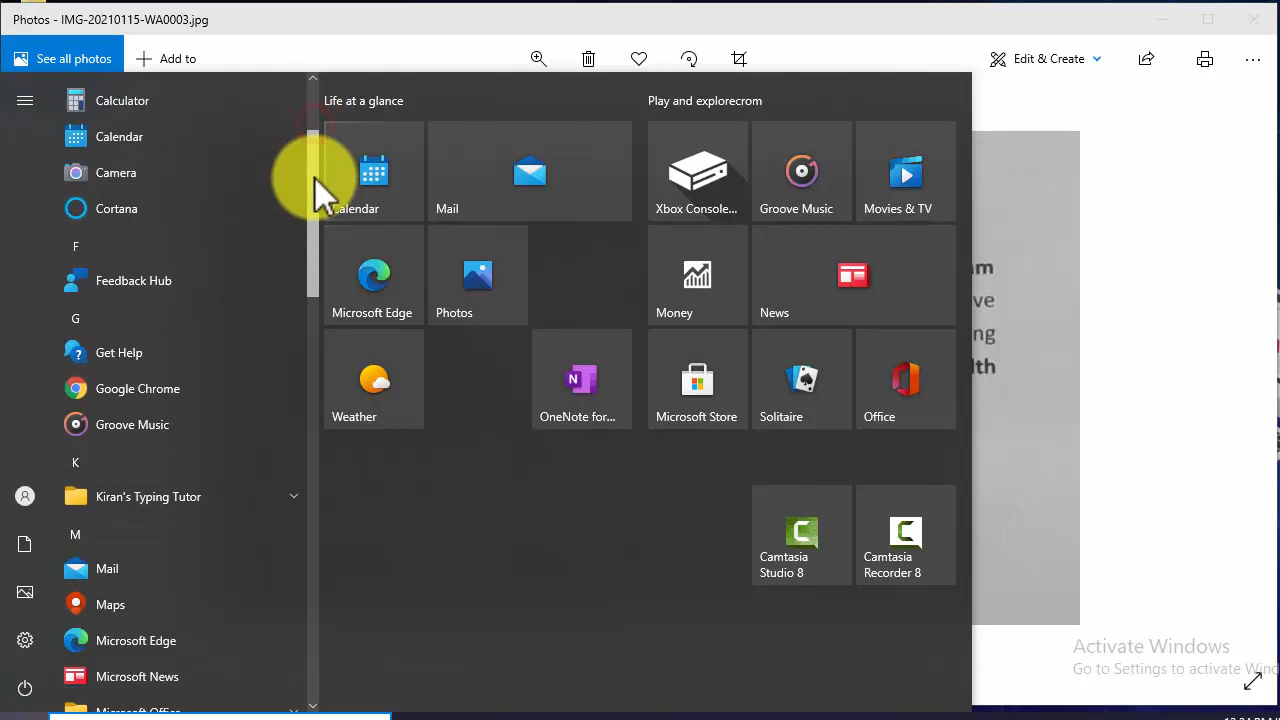 Photos - IMG-20210115-WA0003.jpg
See all photos
Add to
Edit & Create
Calculator
Calendar
Camera
Cortana
F
Feedback Hub
G
Get Help
Google Chrome
Groove Music
K
Kiran's Typing Tutor
M
Mail
Maps
Microsoft Edge
Microsoft News
Microsoft Office
Life at a glance
Calendar
Mail
Microsoft Edge
Photos
Weather
OneNote for...
Play and explorecrom
Xbox Console...
Groove Music
Movies & TV
Money
News
Microsoft Store
Solitaire
Office
Camtasia
Studio 8
Camtasia
Recorder 8
Activate Windows
Go to Settings to activate Wind